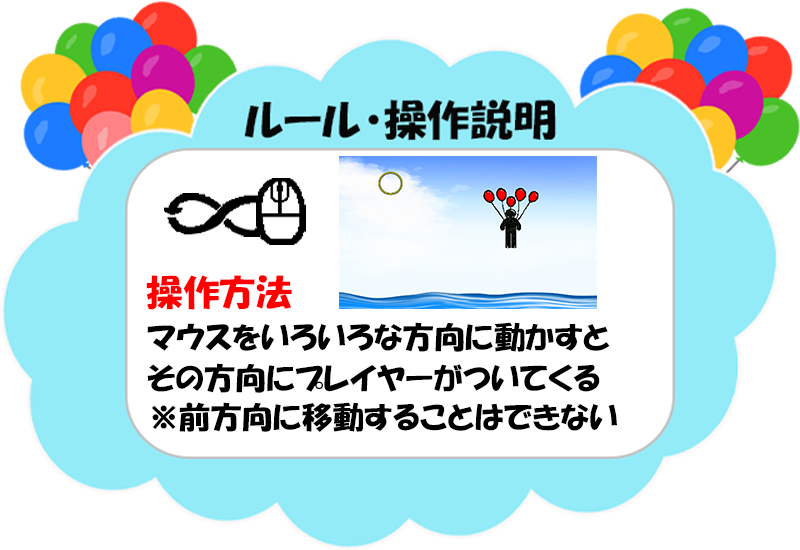 ルール・操作説明
操作方法
マウスをいろいろな方向に動かすと
その方向にプレイヤーがついてくる
※前方向に移動することはできない